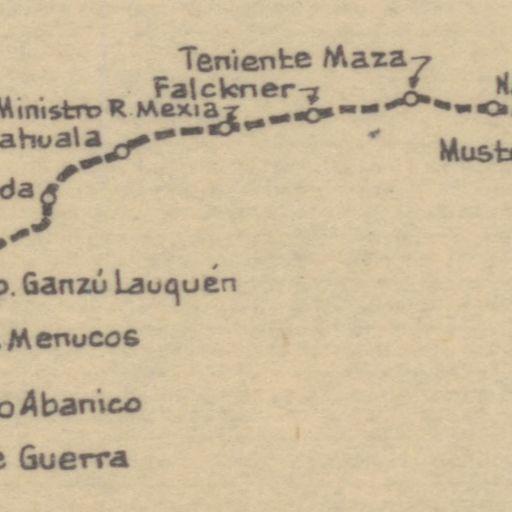 Teniente Maza
Falckner
N.
Ministro R. Mexia
ahuala
Must
da
o. Ganzú Lauquén
Menucos
o Abanico
e Guerra